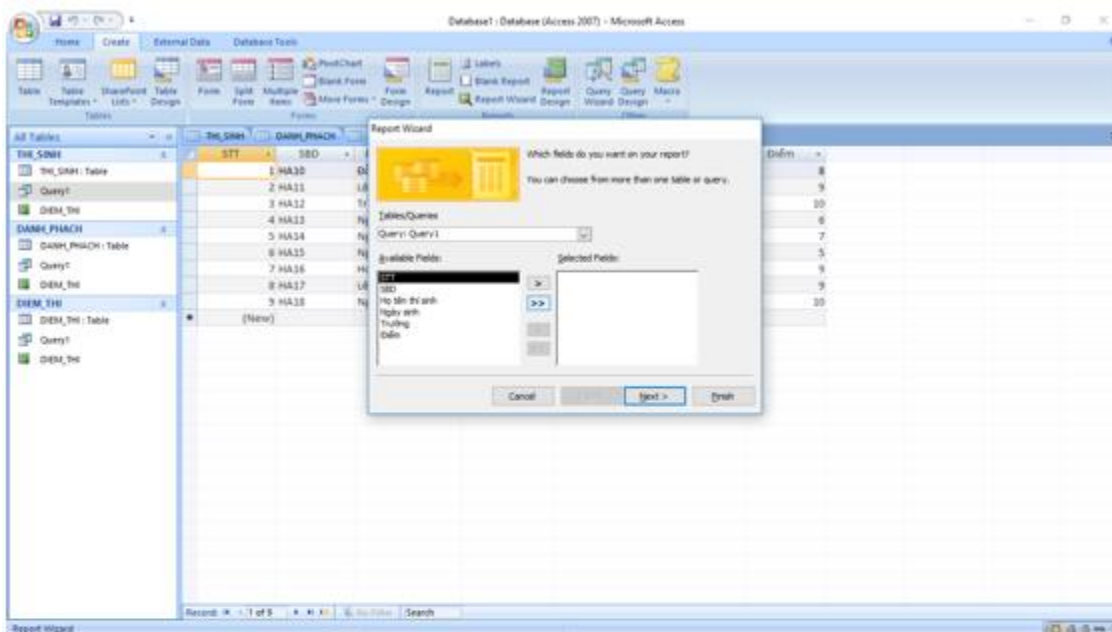 Database1 : Database (Access 2007) - Microsoft Access
Home Create External Data Database Tools
Table
Table Templates
SharePoint Lists
Table Design
Form
Split Form
Multiple Items
PivotChart
Blank Form
More Forms
Form Design
Report
Labels
Blank Report
Report Wizard
Report Design
Query Wizard
Query Design
Macro
Tables
Forms
Reports
Other
All Tables
THI_SINH
THI_SINH : Table
Query1
DIEM_THI
DANH_PHACH
DANH_PHACH : Table
Query1
DIEM_THI
DIEM_THI
DIEM_THI : Table
Query1
DIEM_THI
THI_SINH DANH_PHACH
STT SBD Điểm
1 HA10 8
2 HA11 9
3 HA12 10
4 HA13 6
5 HA14 7
6 HA15 5
7 HA16 9
8 HA17 9
9 HA18 10
(New)
Report Wizard
Which fields do you want on your report?
You can choose from more than one table or query.
Tables/Queries
Query: Query1
Available Fields:
Selected Fields:
STT
SBD
Họ tên thí sinh
Ngày sinh
Trường
Điểm
>
>>
Cancel Next > Finish
Record: 1 of 9 No Filter Search
Report Wizard